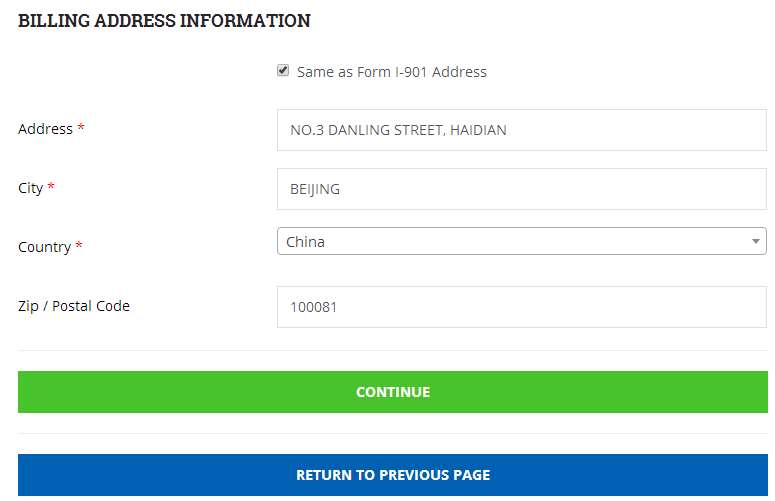 BILLING ADDRESS INFORMATION
Same as Form I-901 Address
Address *
NO.3 DANLING STREET, HAIDIAN
City *
BEIJING
Country *
China
Zip / Postal Code
100081
CONTINUE
RETURN TO PREVIOUS PAGE